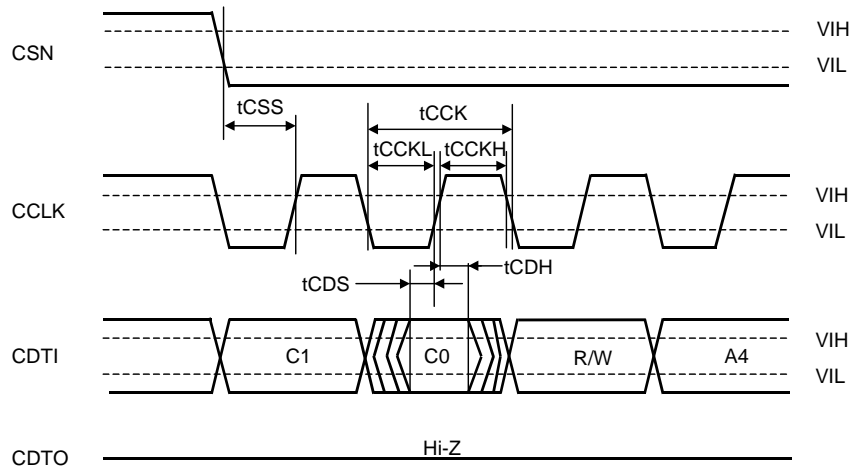 CSN
VIH
VIL
tCSS
tCCK
tCCKL
tCCKH
CCLK
VIH
VIL
tCDS
tCDH
CDTI
C1
C0
R/W
A4
VIH
VIL
CDTO
Hi-Z